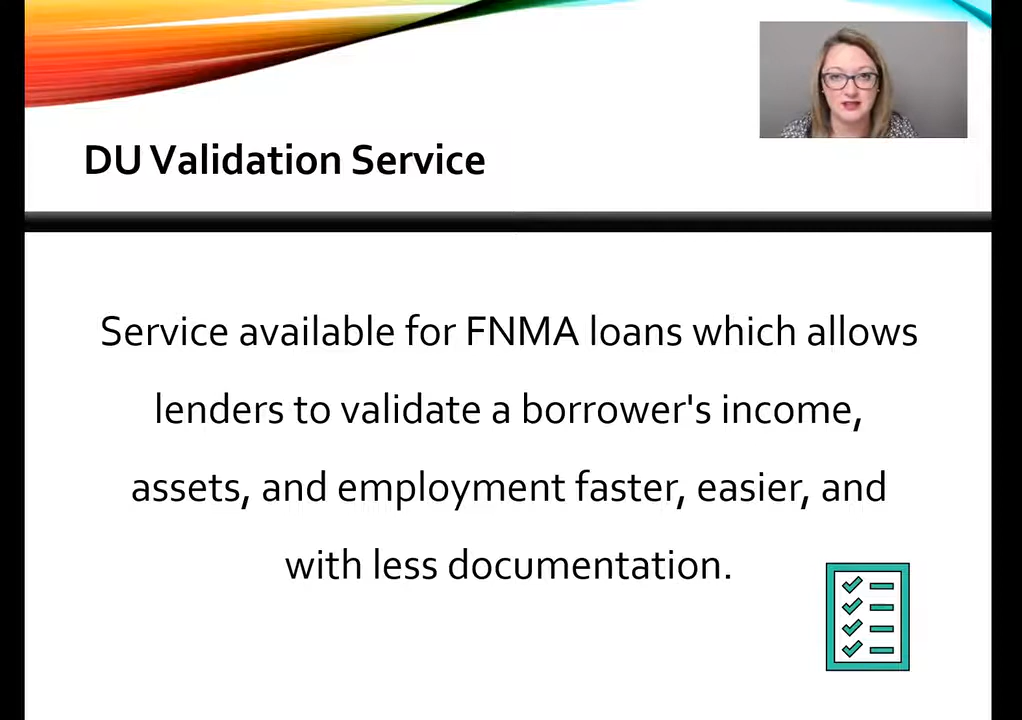 DU Validation Service
Service available for FNMA loans which allows
lenders to validate a borrower's income,
assets, and employment faster, easier, and
with less documentation.